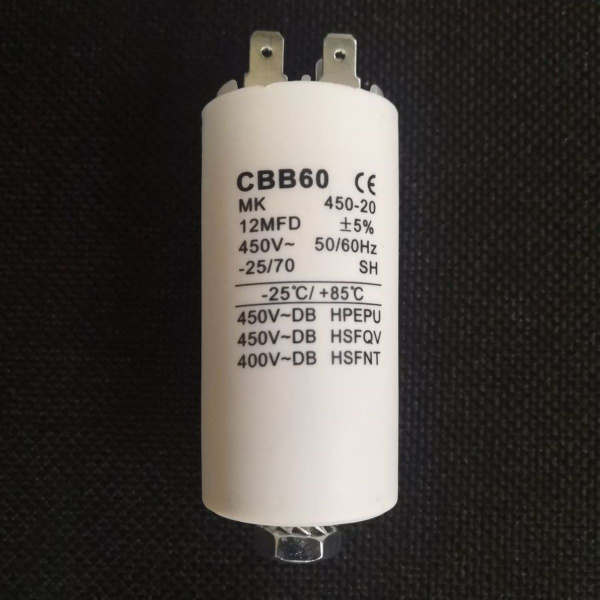 CBB60 CE
MK 450-20
12MFD ±5%
450V~ 50/60Hz
-25/70 SH
-25℃/ +85℃
450V~DB HPEPU
450V~DB HSFQV
400V~DB HSFNT